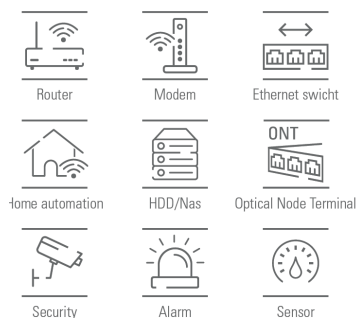 Router
Modem
Ethernet swicht
ONT
Home automation
HDD/Nas
Optical Node Terminal
Security
Alarm
Sensor